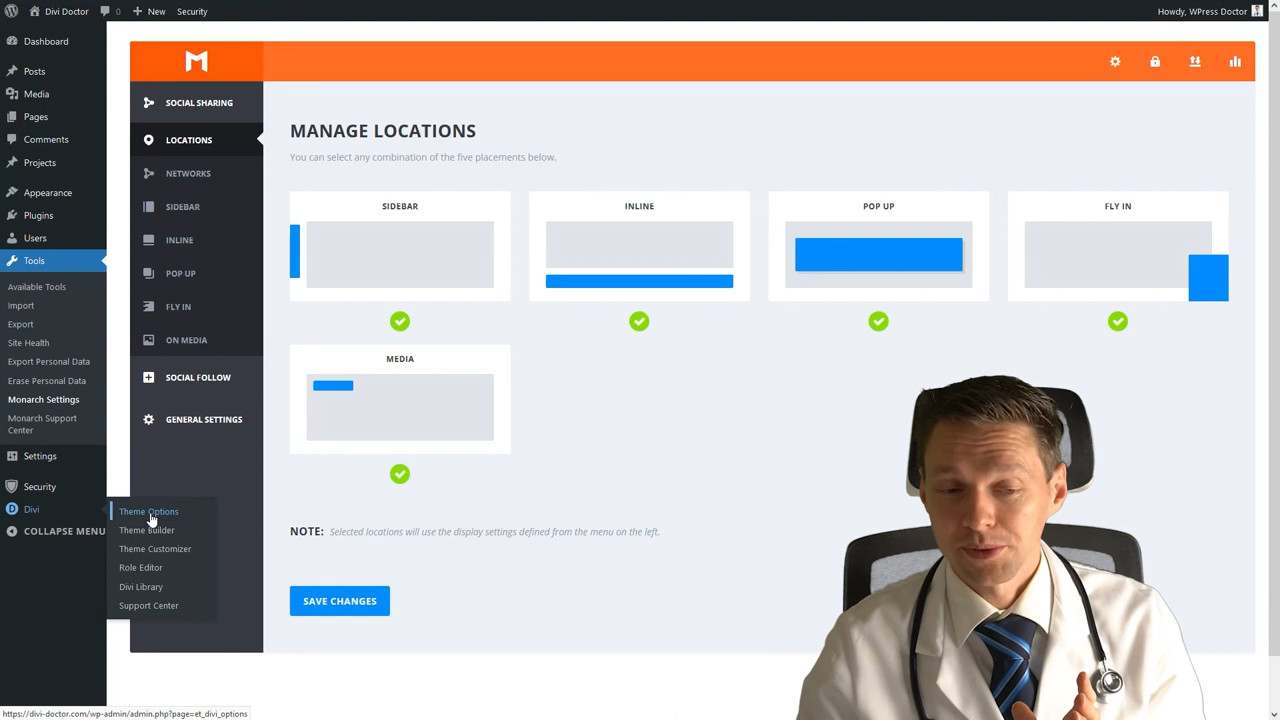 Divi Doctor
0
New
Security
Howdy, WPress Doctor
Dashboard
Posts
Media
Pages
Comments
Projects
Appearance
Plugins
Users
Tools
Available Tools
Import
Export
Site Health
Export Personal Data
Erase Personal Data
Monarch Settings
Monarch Support
Center
Settings
Security
Divi
COLLAPSE MENU
Theme Options
Theme Builder
Theme Customizer
Role Editor
Divi Library
Support Center
SOCIAL SHARING
LOCATIONS
NETWORKS
SIDEBAR
INLINE
POP UP
FLY IN
ON MEDIA
SOCIAL FOLLOW
GENERAL SETTINGS
MANAGE LOCATIONS
You can select any combination of the five placements below.
SIDEBAR
INLINE
POP UP
FLY IN
MEDIA
NOTE: Selected locations will use the display settings defined from the menu on the left.
SAVE CHANGES
https://divi-doctor.com/wp-admin/admin.php?page=et_divi_options